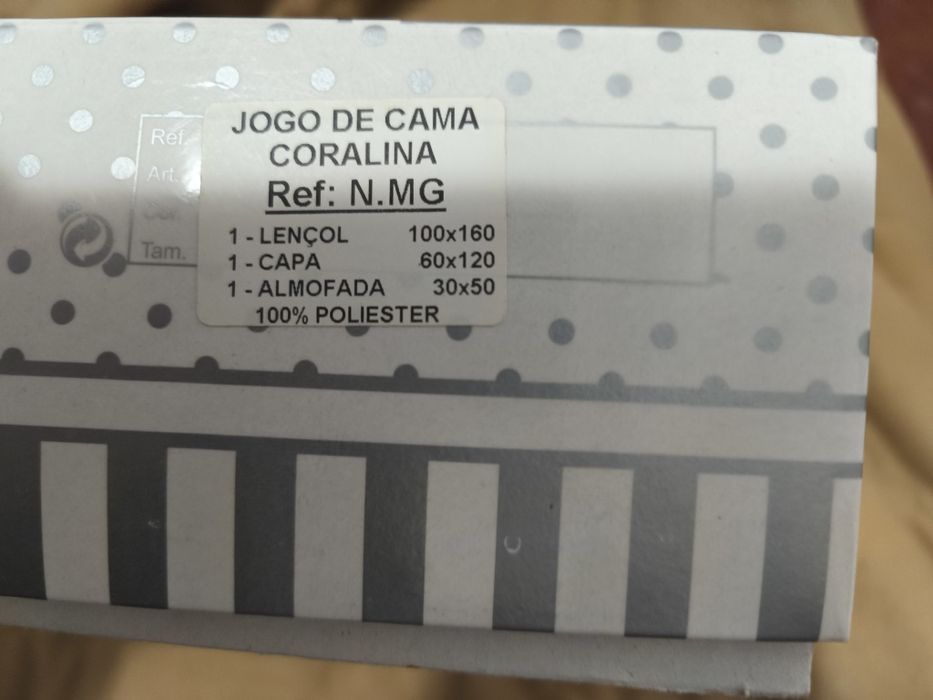 JOGO DE CAMA
CORALINA
Ref: N.MG
1 - LENÇOL 100x160
1 - CAPA 60x120
1 - ALMOFADA 30x50
100% POLIESTER
Ref.
Art.
Cor.
Tam.